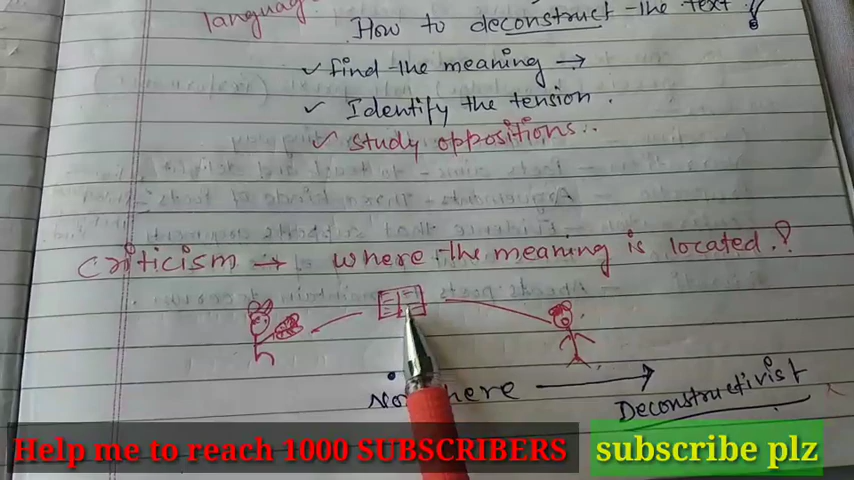 languag
How to deconstruct the text !
✓ find the meaning →
✓ Identify the tension.
✓ study oppositions..
criticism → where the meaning is located?
→ Deconstructivist
Help me to reach 1000 SUBSCRIBERS
subscribe plz